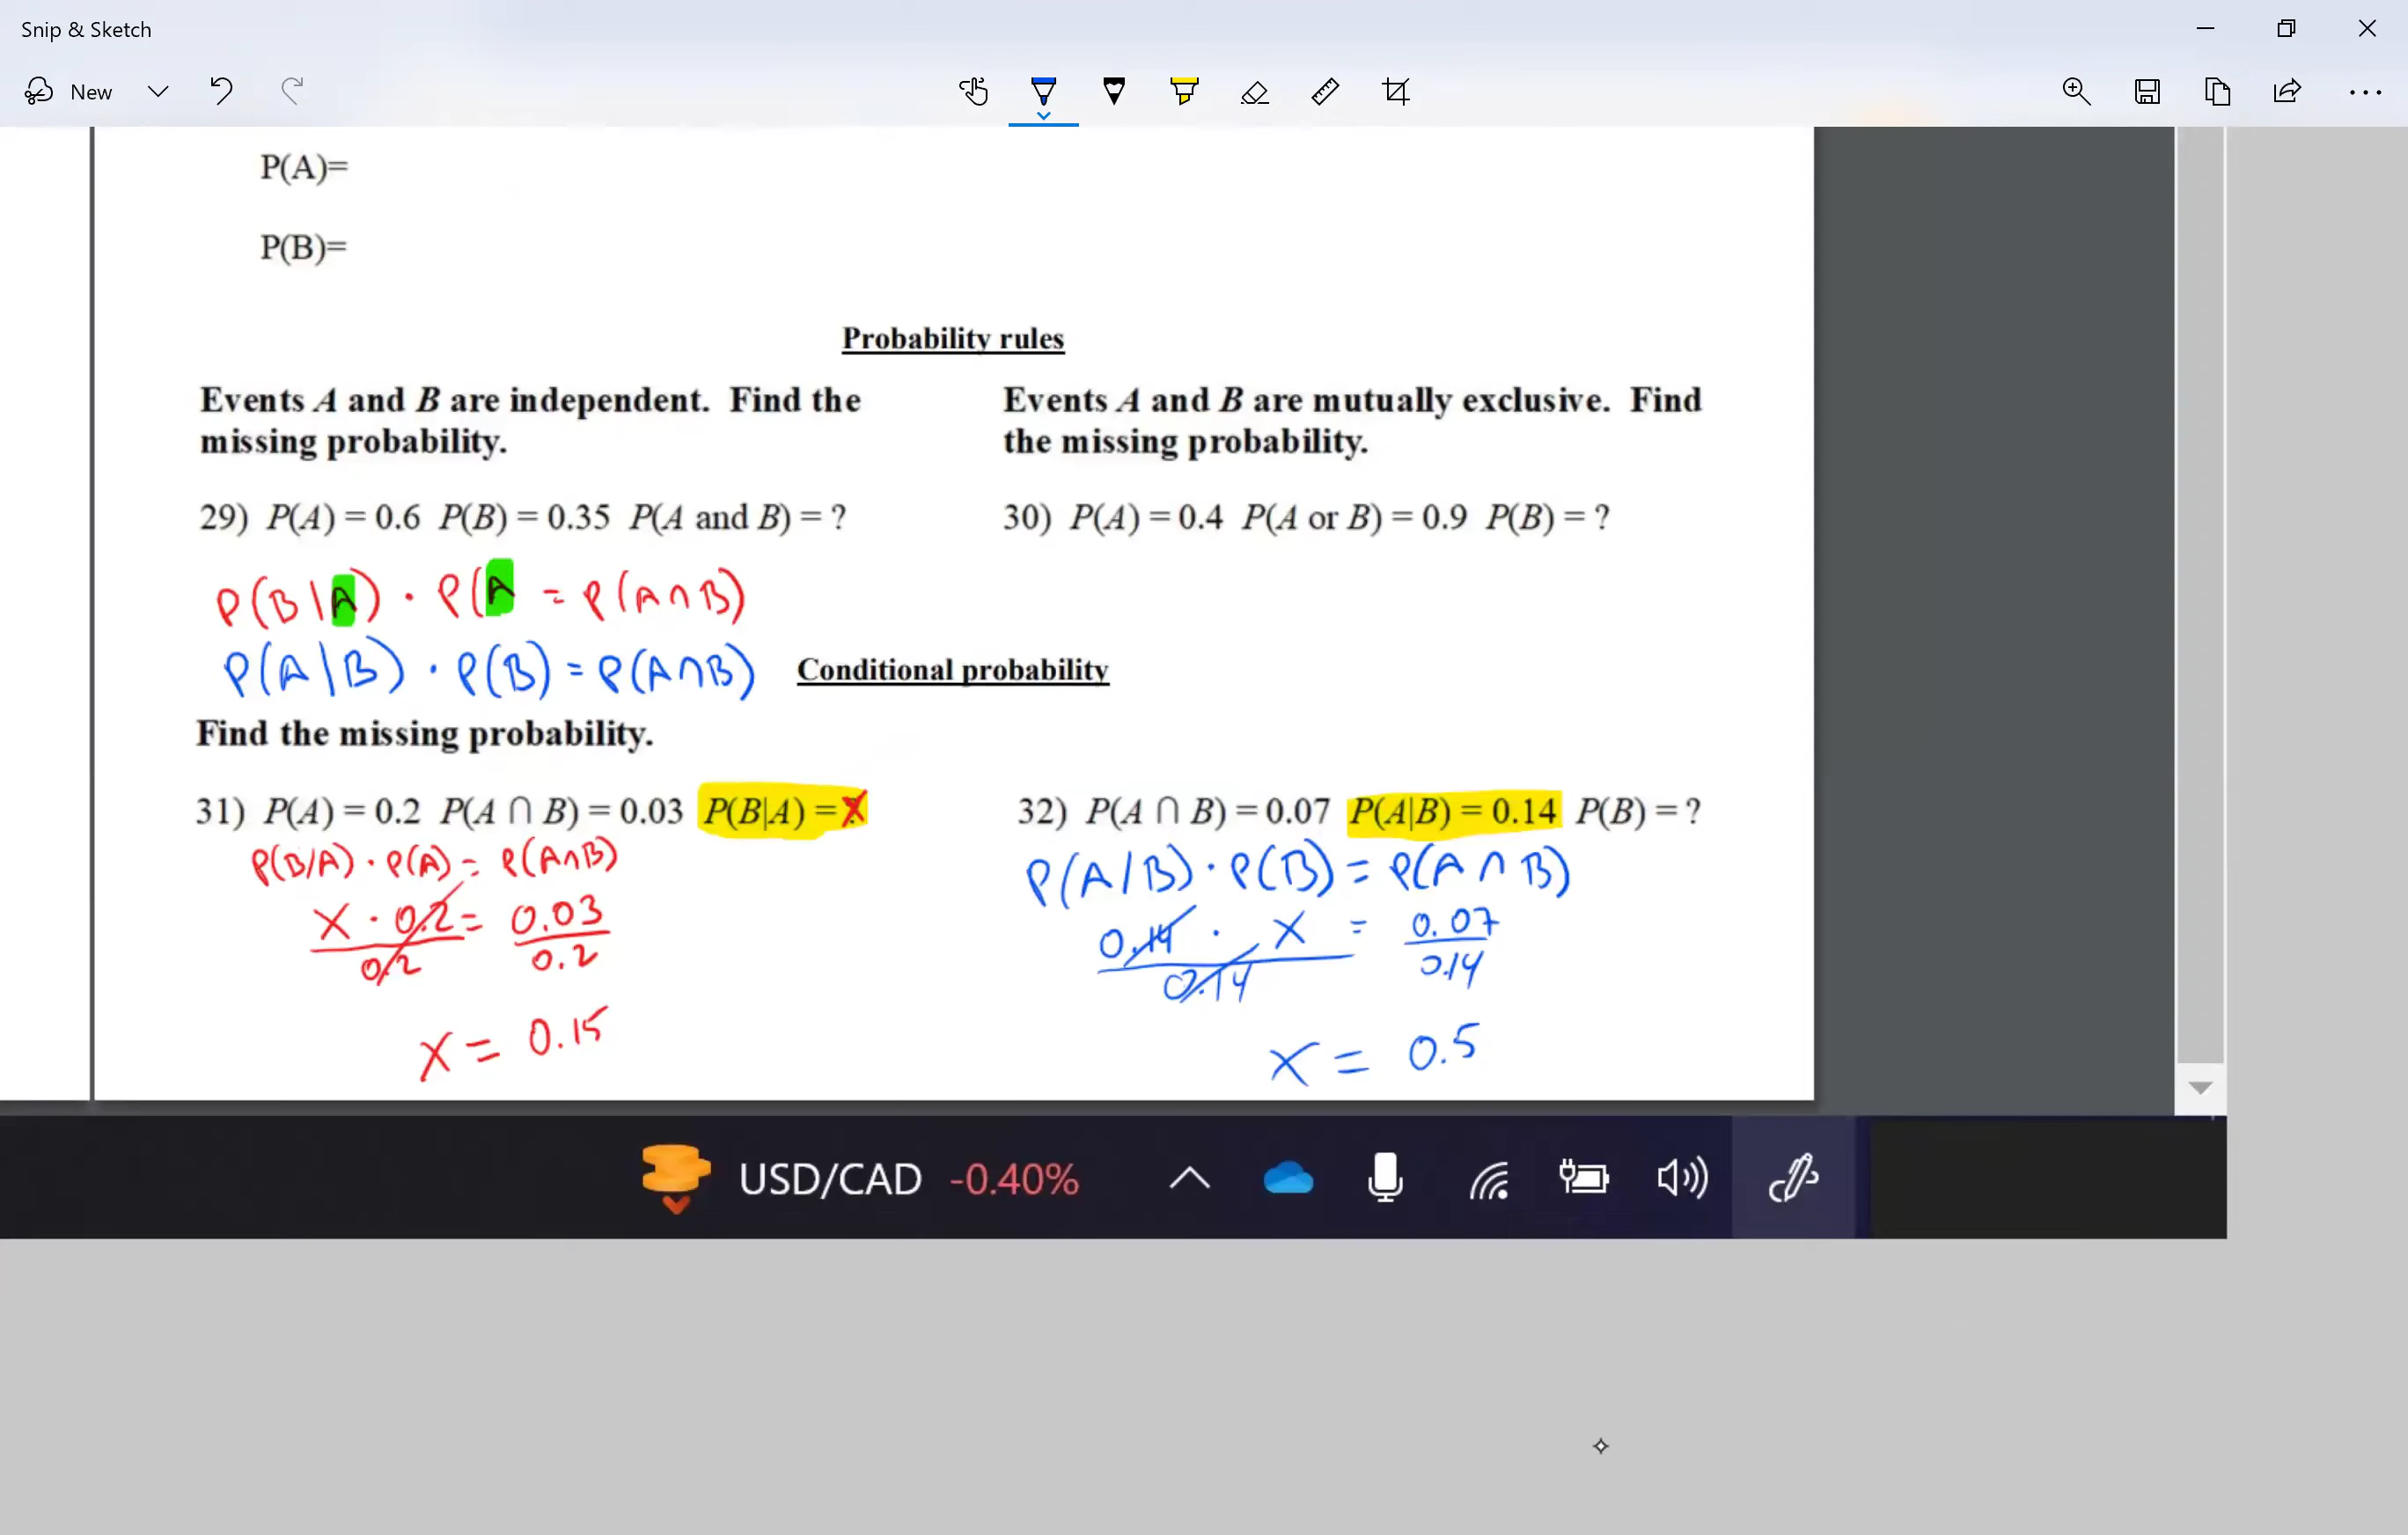 Snip & Sketch
New
P(A)=
P(B)=
Probability rules
Events A and B are independent. Find the
missing probability.
29) P(A) = 0.6 P(B) = 0.35 P(A and B) = ?
P(B|A) · P(A = P(A∩B)
P(A|B) · P(B) = P(A∩B)
Events A and B are mutually exclusive. Find
the missing probability.
30) P(A) = 0.4 P(A or B) = 0.9 P(B) = ?
Conditional probability
Find the missing probability.
31) P(A) = 0.2 P(A ∩ B) = 0.03 P(B|A) = X
P(B/A) · P(A) = P(A∩B)
X · 0.2 = 0.03
0.2 0.2
X = 0.15
32) P(A ∩ B) = 0.07 P(A|B) = 0.14 P(B) = ?
P(A/B) · P(B) = P(A ∩ B)
0.14 · X = 0.07
0.14 0.14
X = 0.5
USD/CAD -0.40%